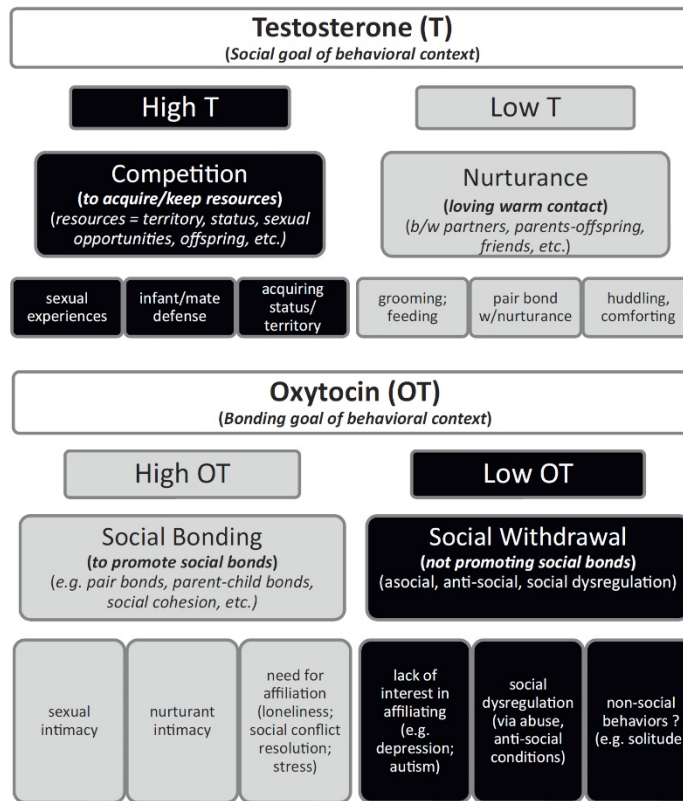 Testosterone (T)
(Social goal of behavioral context)
High T
Low T
Competition
(to acquire/keep resources)
(resources = territory, status, sexual
opportunities, offspring, etc.)
Nurturance
(loving warm contact)
(b/w partners, parents-offspring,
friends, etc.)
sexual
experiences
infant/mate
defense
acquiring
status/
territory
grooming;
feeding
pair bond
w/nurturance
huddling,
comforting
Oxytocin (OT)
(Bonding goal of behavioral context)
High OT
Low OT
Social Bonding
(to promote social bonds)
(e.g. pair bonds, parent-child bonds,
social cohesion, etc.)
Social Withdrawal
(not promoting social bonds)
(asocial, anti-social, social dysregulation)
sexual
intimacy
nurturant
intimacy
need for
affiliation
(loneliness;
social conflict
resolution;
stress)
lack of
interest in
affiliating
(e.g.
depression;
autism)
social
dysregulation
(via abuse,
anti-social
conditions)
non-social
behaviors ?
(e.g. solitude)